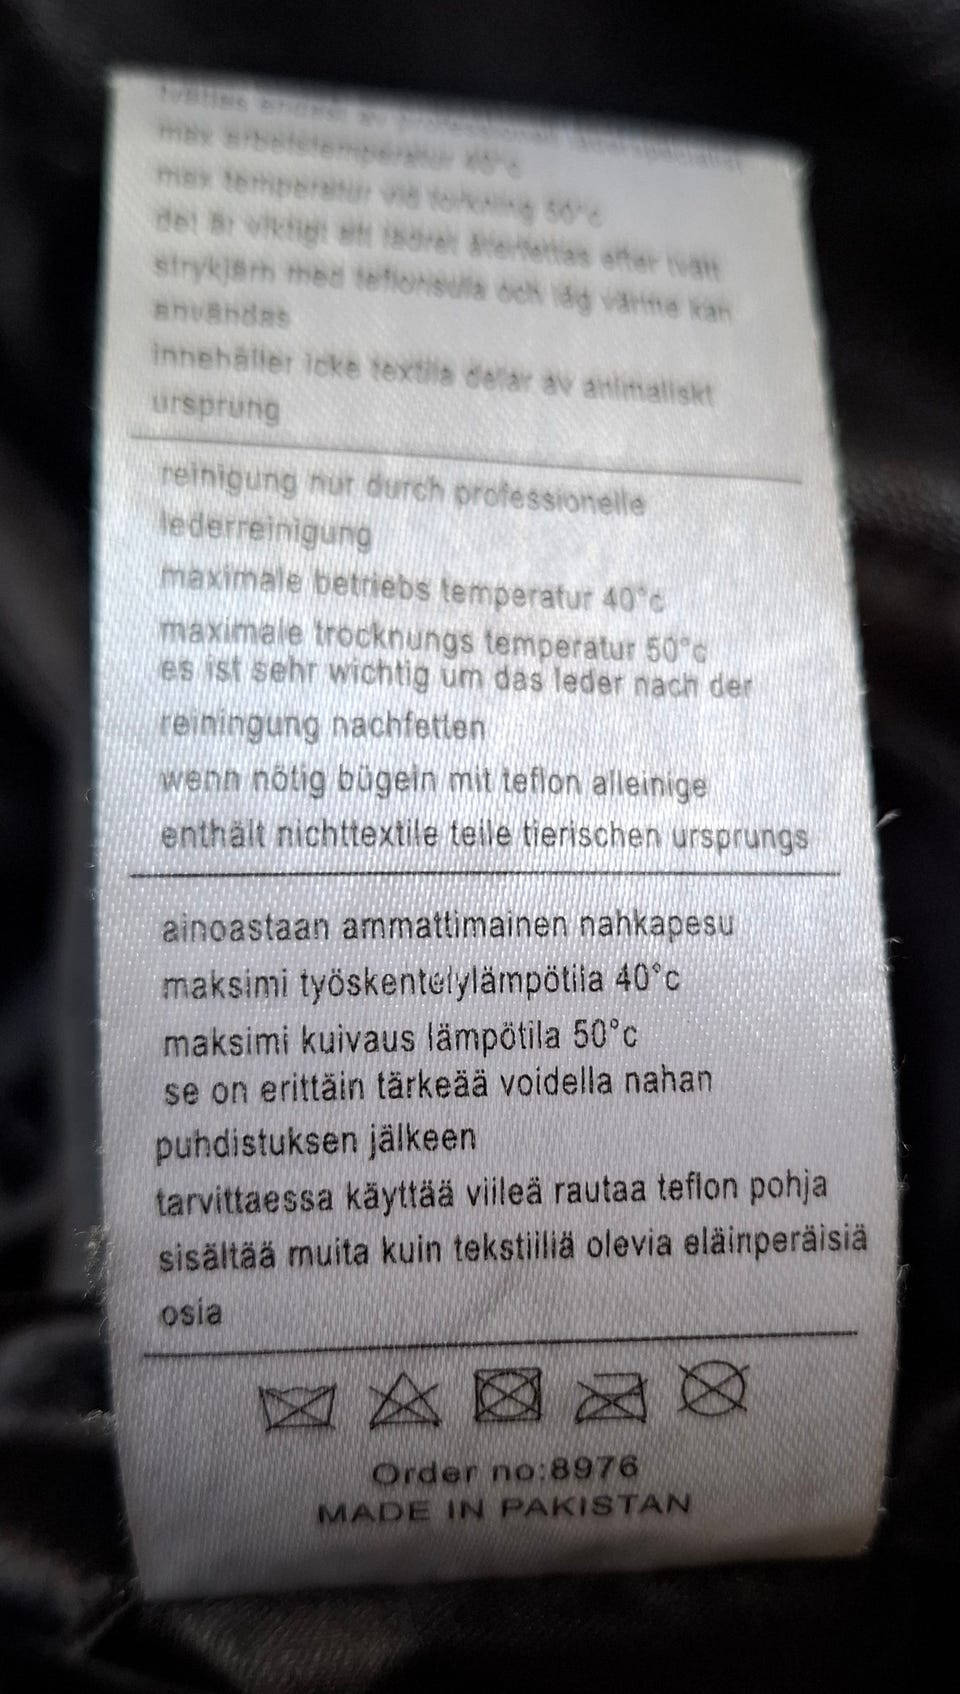 tvättas endast av professionell
max arbetstemperatur 40°c
max temperatur vid torkning 50°c
det är viktigt att lädret återfettas efter tvätt
strykjärn med teflonsula och låg värme kan
användas
innehåller icke textila delar av animaliskt
ursprung
reinigung nur durch professionelle
lederreinigung
maximale betriebs temperatur 40°c
maximale trocknungs temperatur 50°c
es ist sehr wichtig um das leder nach der
reiningung nachfetten
wenn nötig bügeln mit teflon alleinige
enthält nichttextile teile tierischen ursprungs
ainoastaan ammattimainen nahkapesu
maksimi työskentelylämpötila 40°c
maksimi kuivaus lämpötila 50°c
se on erittäin tärkeää voidella nahan
puhdistuksen jälkeen
tarvittaessa käyttää viileä rautaa teflon pohja
sisältää muita kuin tekstiiliä olevia eläinperäisiä
osia
Order no:8976
MADE IN PAKISTAN